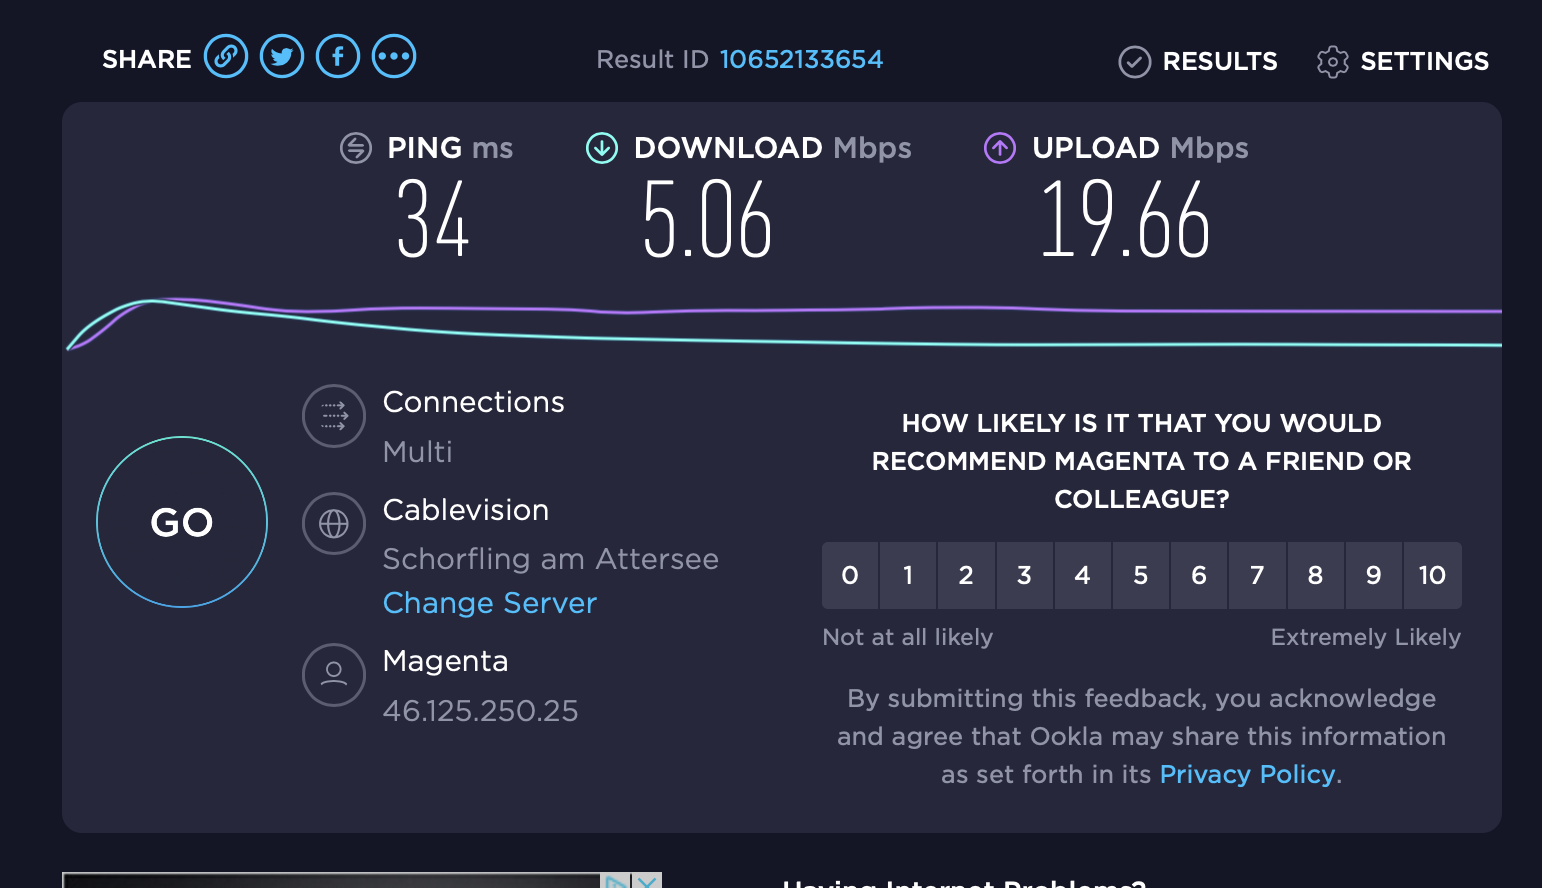 SHARE
Result ID 10652133654
RESULTS
SETTINGS
PING ms
DOWNLOAD Mbps
UPLOAD Mbps
34
5.06
19.66
GO
Connections
Multi
Cablevision
Schorfling am Attersee
Change Server
Magenta
46.125.250.25
HOW LIKELY IS IT THAT YOU WOULD
RECOMMEND MAGENTA TO A FRIEND OR
COLLEAGUE?
0 1 2 3 4 5 6 7 8 9 10
Not at all likely
Extremely Likely
By submitting this feedback, you acknowledge
and agree that Ookla may share this information
as set forth in its Privacy Policy.
Having Internet Problems?